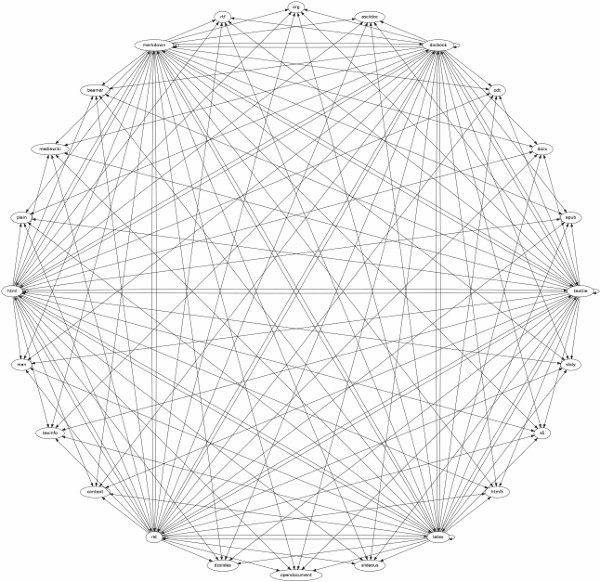 org
rtf
asciidoc
markdown
docbook
beamer
odt
mediawiki
docx
plain
epub
html
textile
man
slidy
texinfo
s5
context
html5
rst
latex
dzslides
slideous
opendocument